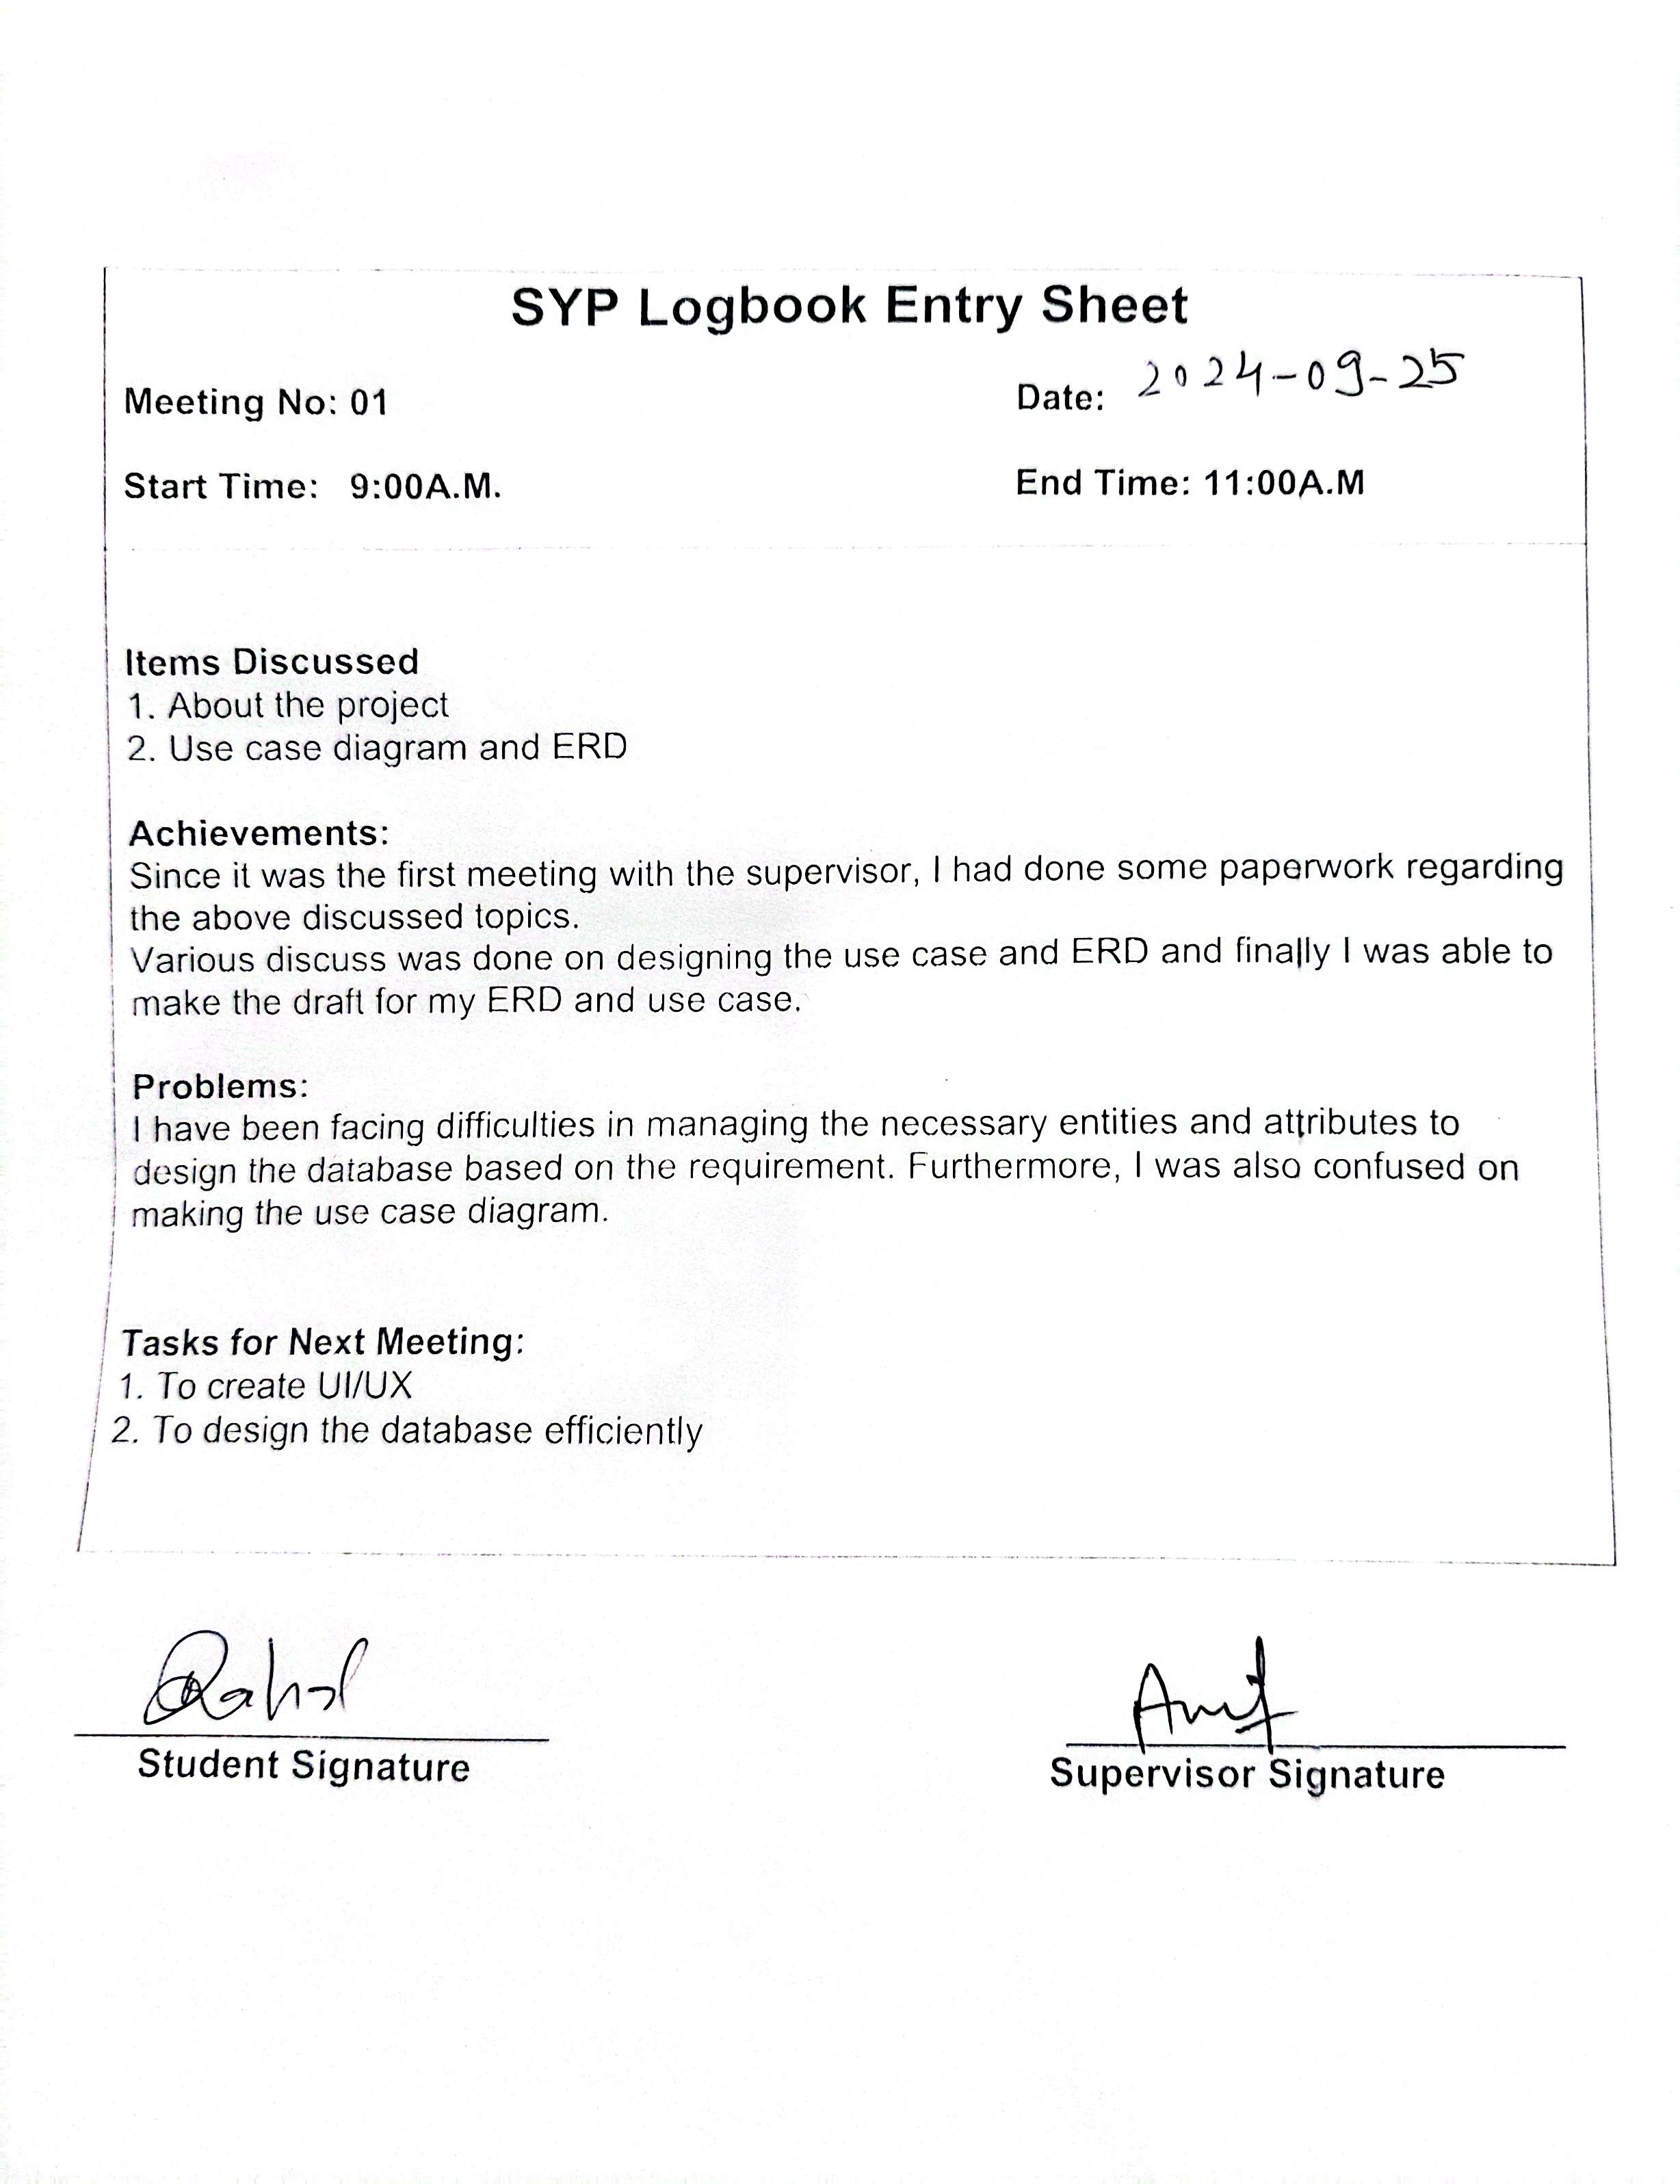 SYP Logbook Entry Sheet
Meeting No: 01
Date: 2024-09-25
Start Time: 9:00A.M.
End Time: 11:00A.M
Items Discussed
1. About the project
2. Use case diagram and ERD
Achievements:
Since it was the first meeting with the supervisor, I had done some paperwork regarding
the above discussed topics.
Various discuss was done on designing the use case and ERD and finally I was able to
make the draft for my ERD and use case.
Problems:
I have been facing difficulties in managing the necessary entities and attributes to
design the database based on the requirement. Furthermore, I was also confused on
making the use case diagram.
Tasks for Next Meeting:
1. To create UI/UX
2. To design the database efficiently
Student Signature
Supervisor Signature